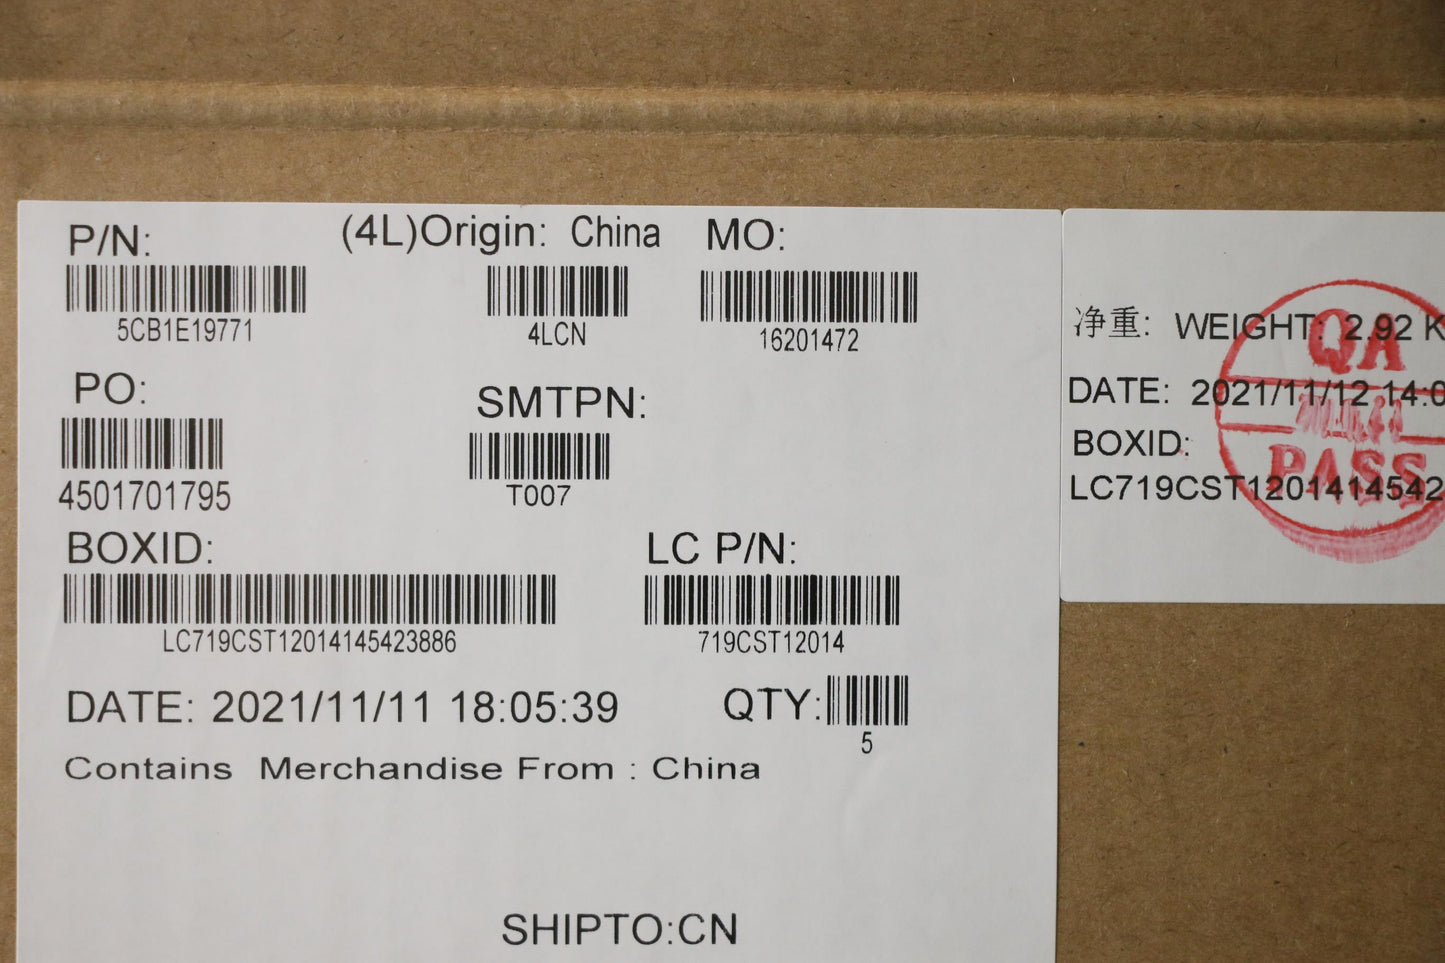 P/N:
5CB1E19771
(4L)Origin: China
4LCN
MO:
16201472
PO:
4501701795
SMTPN:
T007
BOXID:
LC719CST12014145423886
LC P/N:
719CST12014
DATE: 2021/11/11 18:05:39
QTY:
5
Contains Merchandise From : China
SHIPTO:CN
净重: WEIGHT: 2.92 K
DATE: 2021/11/12 14:0
BOXID:
LC719CST1201414542
QA
PASS